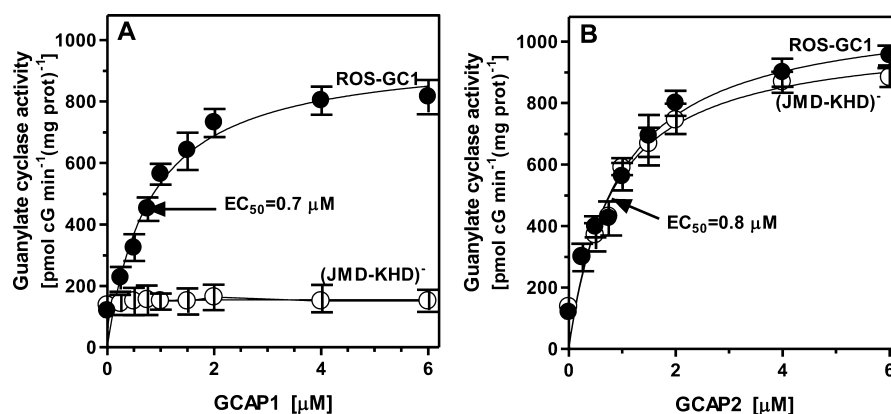 A
Guanylate cyclase activity
[pmol cG min⁻¹(mg prot)⁻¹
1000
800
600
400
200
0
ROS-GC1
EC₅₀=0.7 μM
(JMD-KHD)⁻
0
2
4
6
GCAP1 [μM]
B
Guanylate cyclase activity
[pmol cG min⁻¹(mg prot)⁻¹
1000
800
600
400
200
0
ROS-GC1
(JMD-KHD)⁻
EC₅₀=0.8 μM
0
2
4
6
GCAP2 [μM]